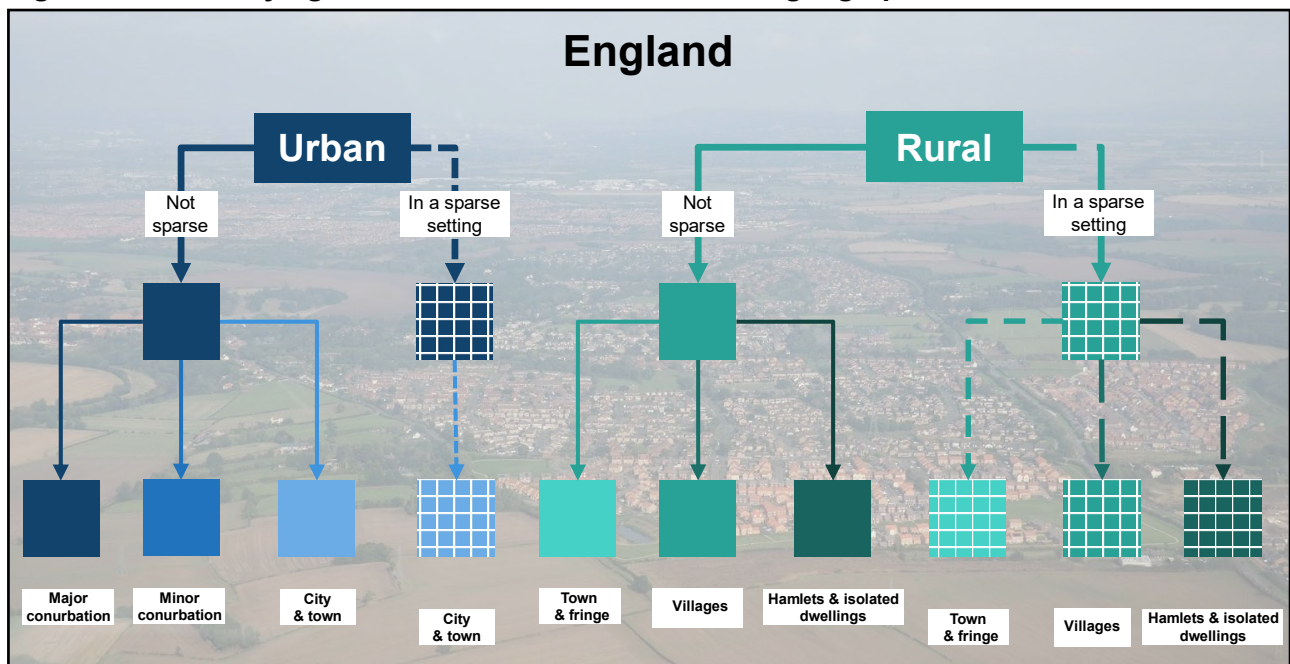 England
Urban
Rural
Not
sparse
In a sparse
setting
Not
sparse
In a sparse
setting
Major
conurbation
Minor
conurbation
City
& town
City
& town
Town
& fringe
Villages
Hamlets & isolated
dwellings
Town
& fringe
Villages
Hamlets & isolated
dwellings